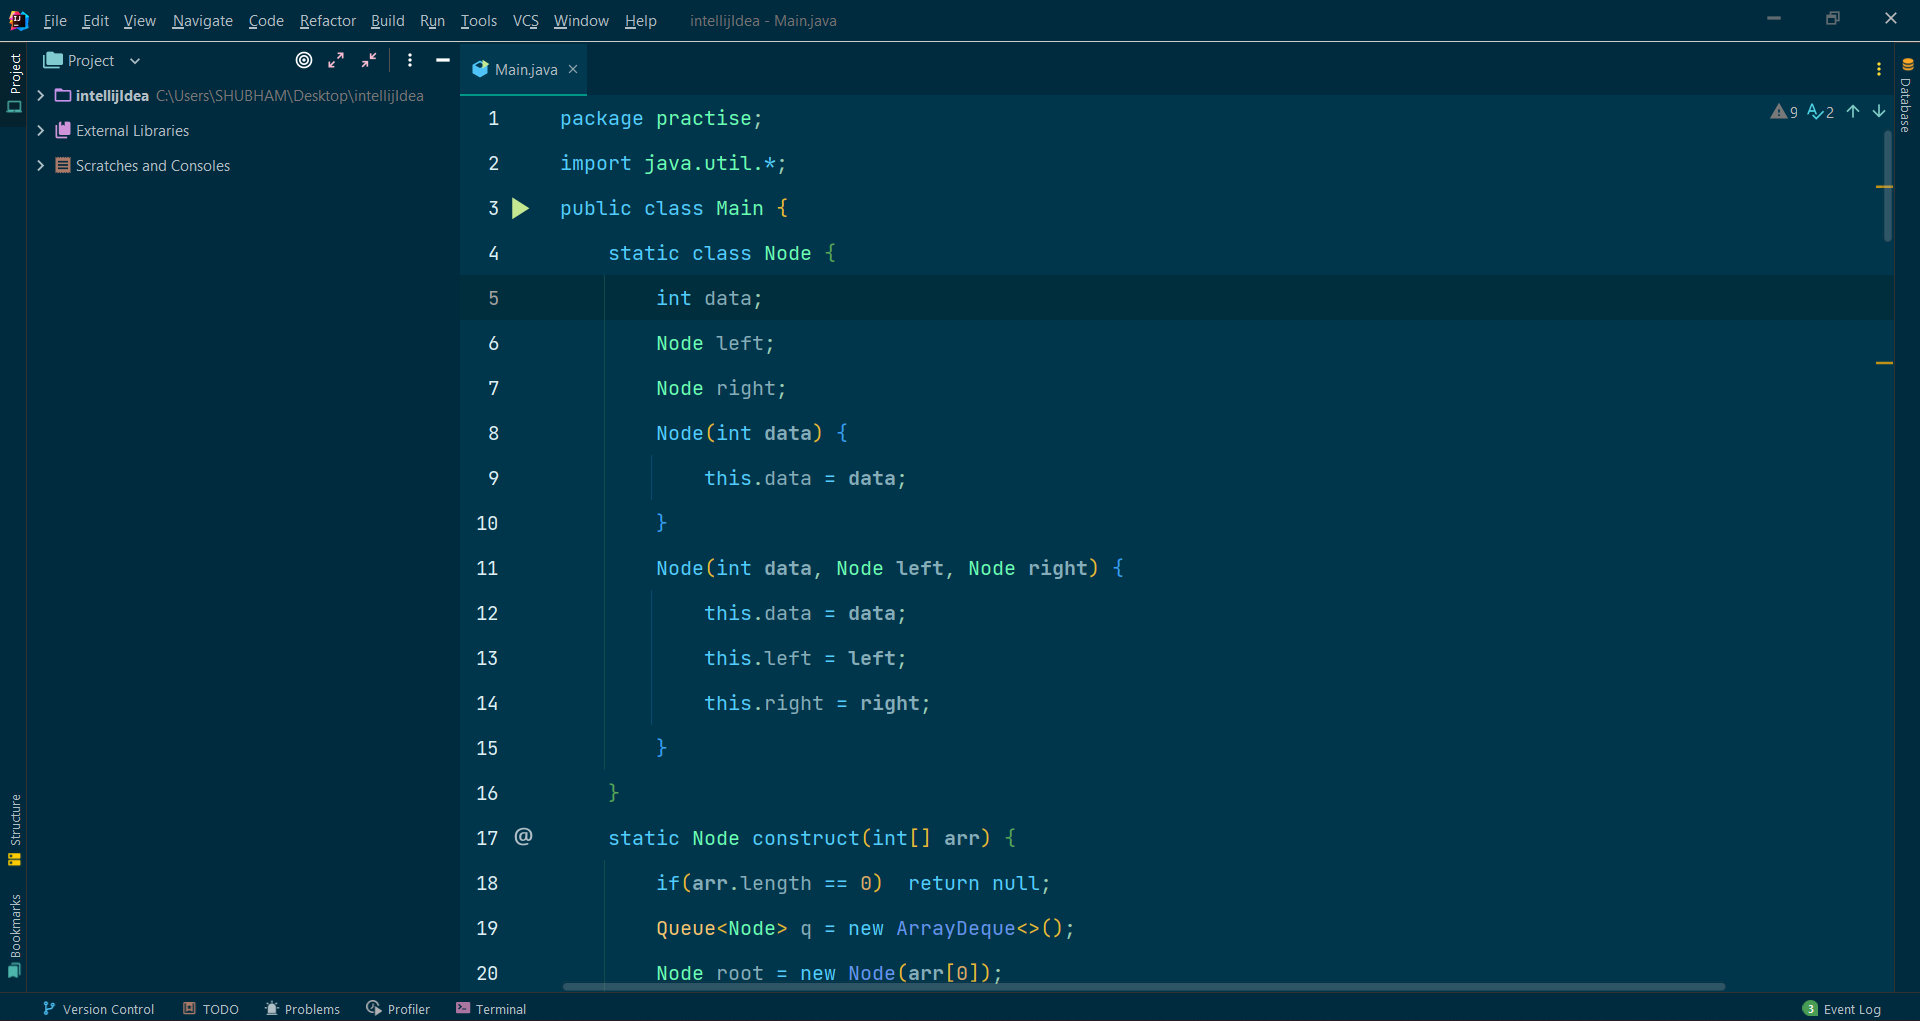 File Edit View Navigate Code Refactor Build Run Tools VCS Window Help intellijIdea - Main.java
Project
Project
intellijIdea C:\Users\SHUBHAM\Desktop\intellijIdea
External Libraries
Scratches and Consoles
Structure
Bookmarks
Main.java
9 2
Database
1 package practise;
2 import java.util.*;
3 public class Main {
4     static class Node {
5         int data;
6         Node left;
7         Node right;
8         Node(int data) {
9             this.data = data;
10         }
11         Node(int data, Node left, Node right) {
12             this.data = data;
13             this.left = left;
14             this.right = right;
15         }
16     }
17 @     static Node construct(int[] arr) {
18         if(arr.length == 0)  return null;
19         Queue<Node> q = new ArrayDeque<>();
20         Node root = new Node(arr[0]);
Version Control TODO Problems Profiler Terminal 3 Event Log